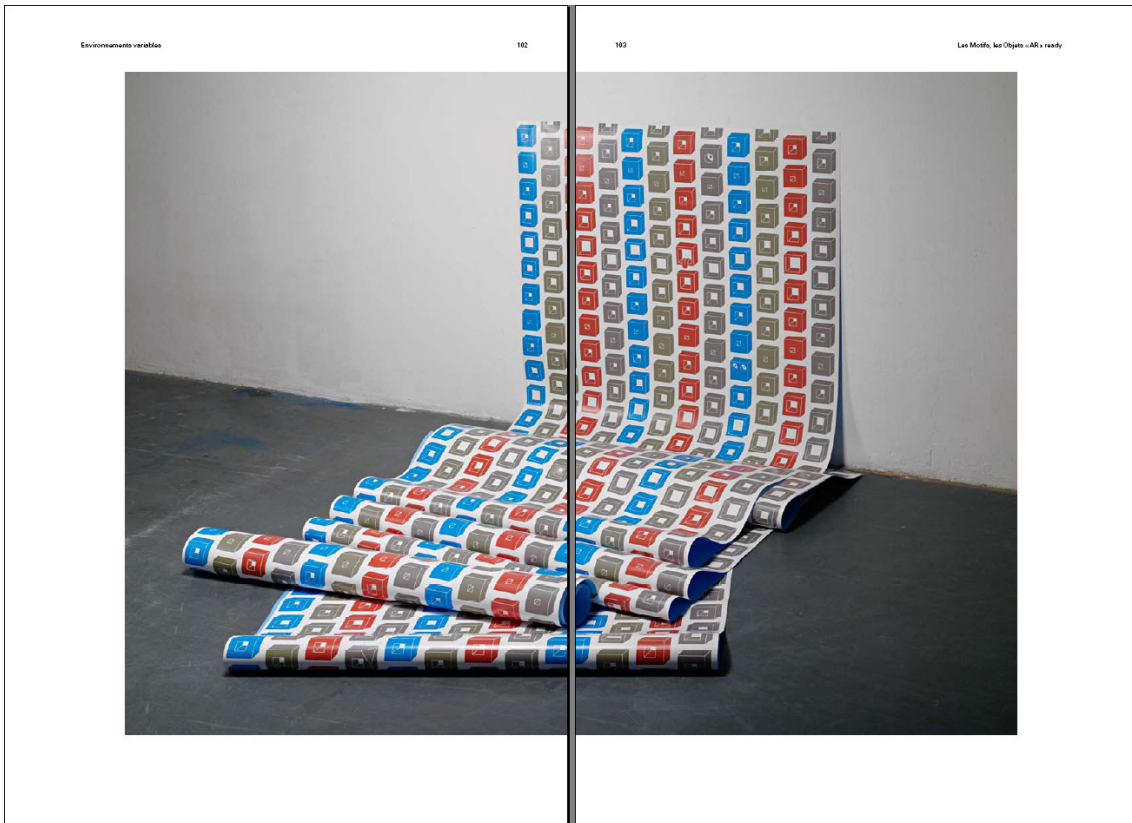 Environnements variables
102
103
Les Motifs, les Objets «AR» ready